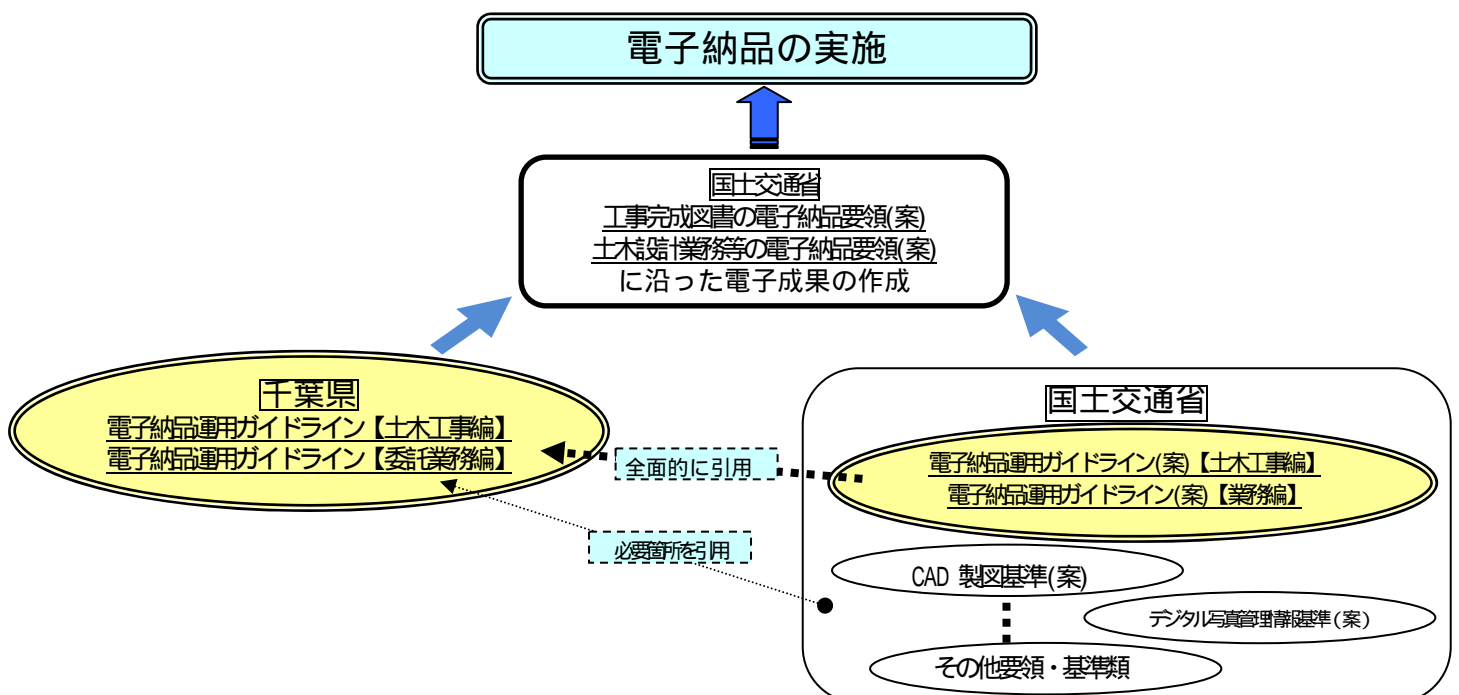 電子納品の実施
国土交通省
工事完成図書の電子納品要領(案)
土木設計業務等の電子納品要領(案)
に沿った電子成果の作成
千葉県
電子納品運用ガイドライン【土木工事編】
電子納品運用ガイドライン【委託業務編】
全面的に引用
必要箇所を引用
国土交通省
電子納品運用ガイドライン(案)【土木工事編】
電子納品運用ガイドライン(案)【業務編】
CAD 製図基準(案)
デジタル写真管理情報基準(案)
その他要領・基準類